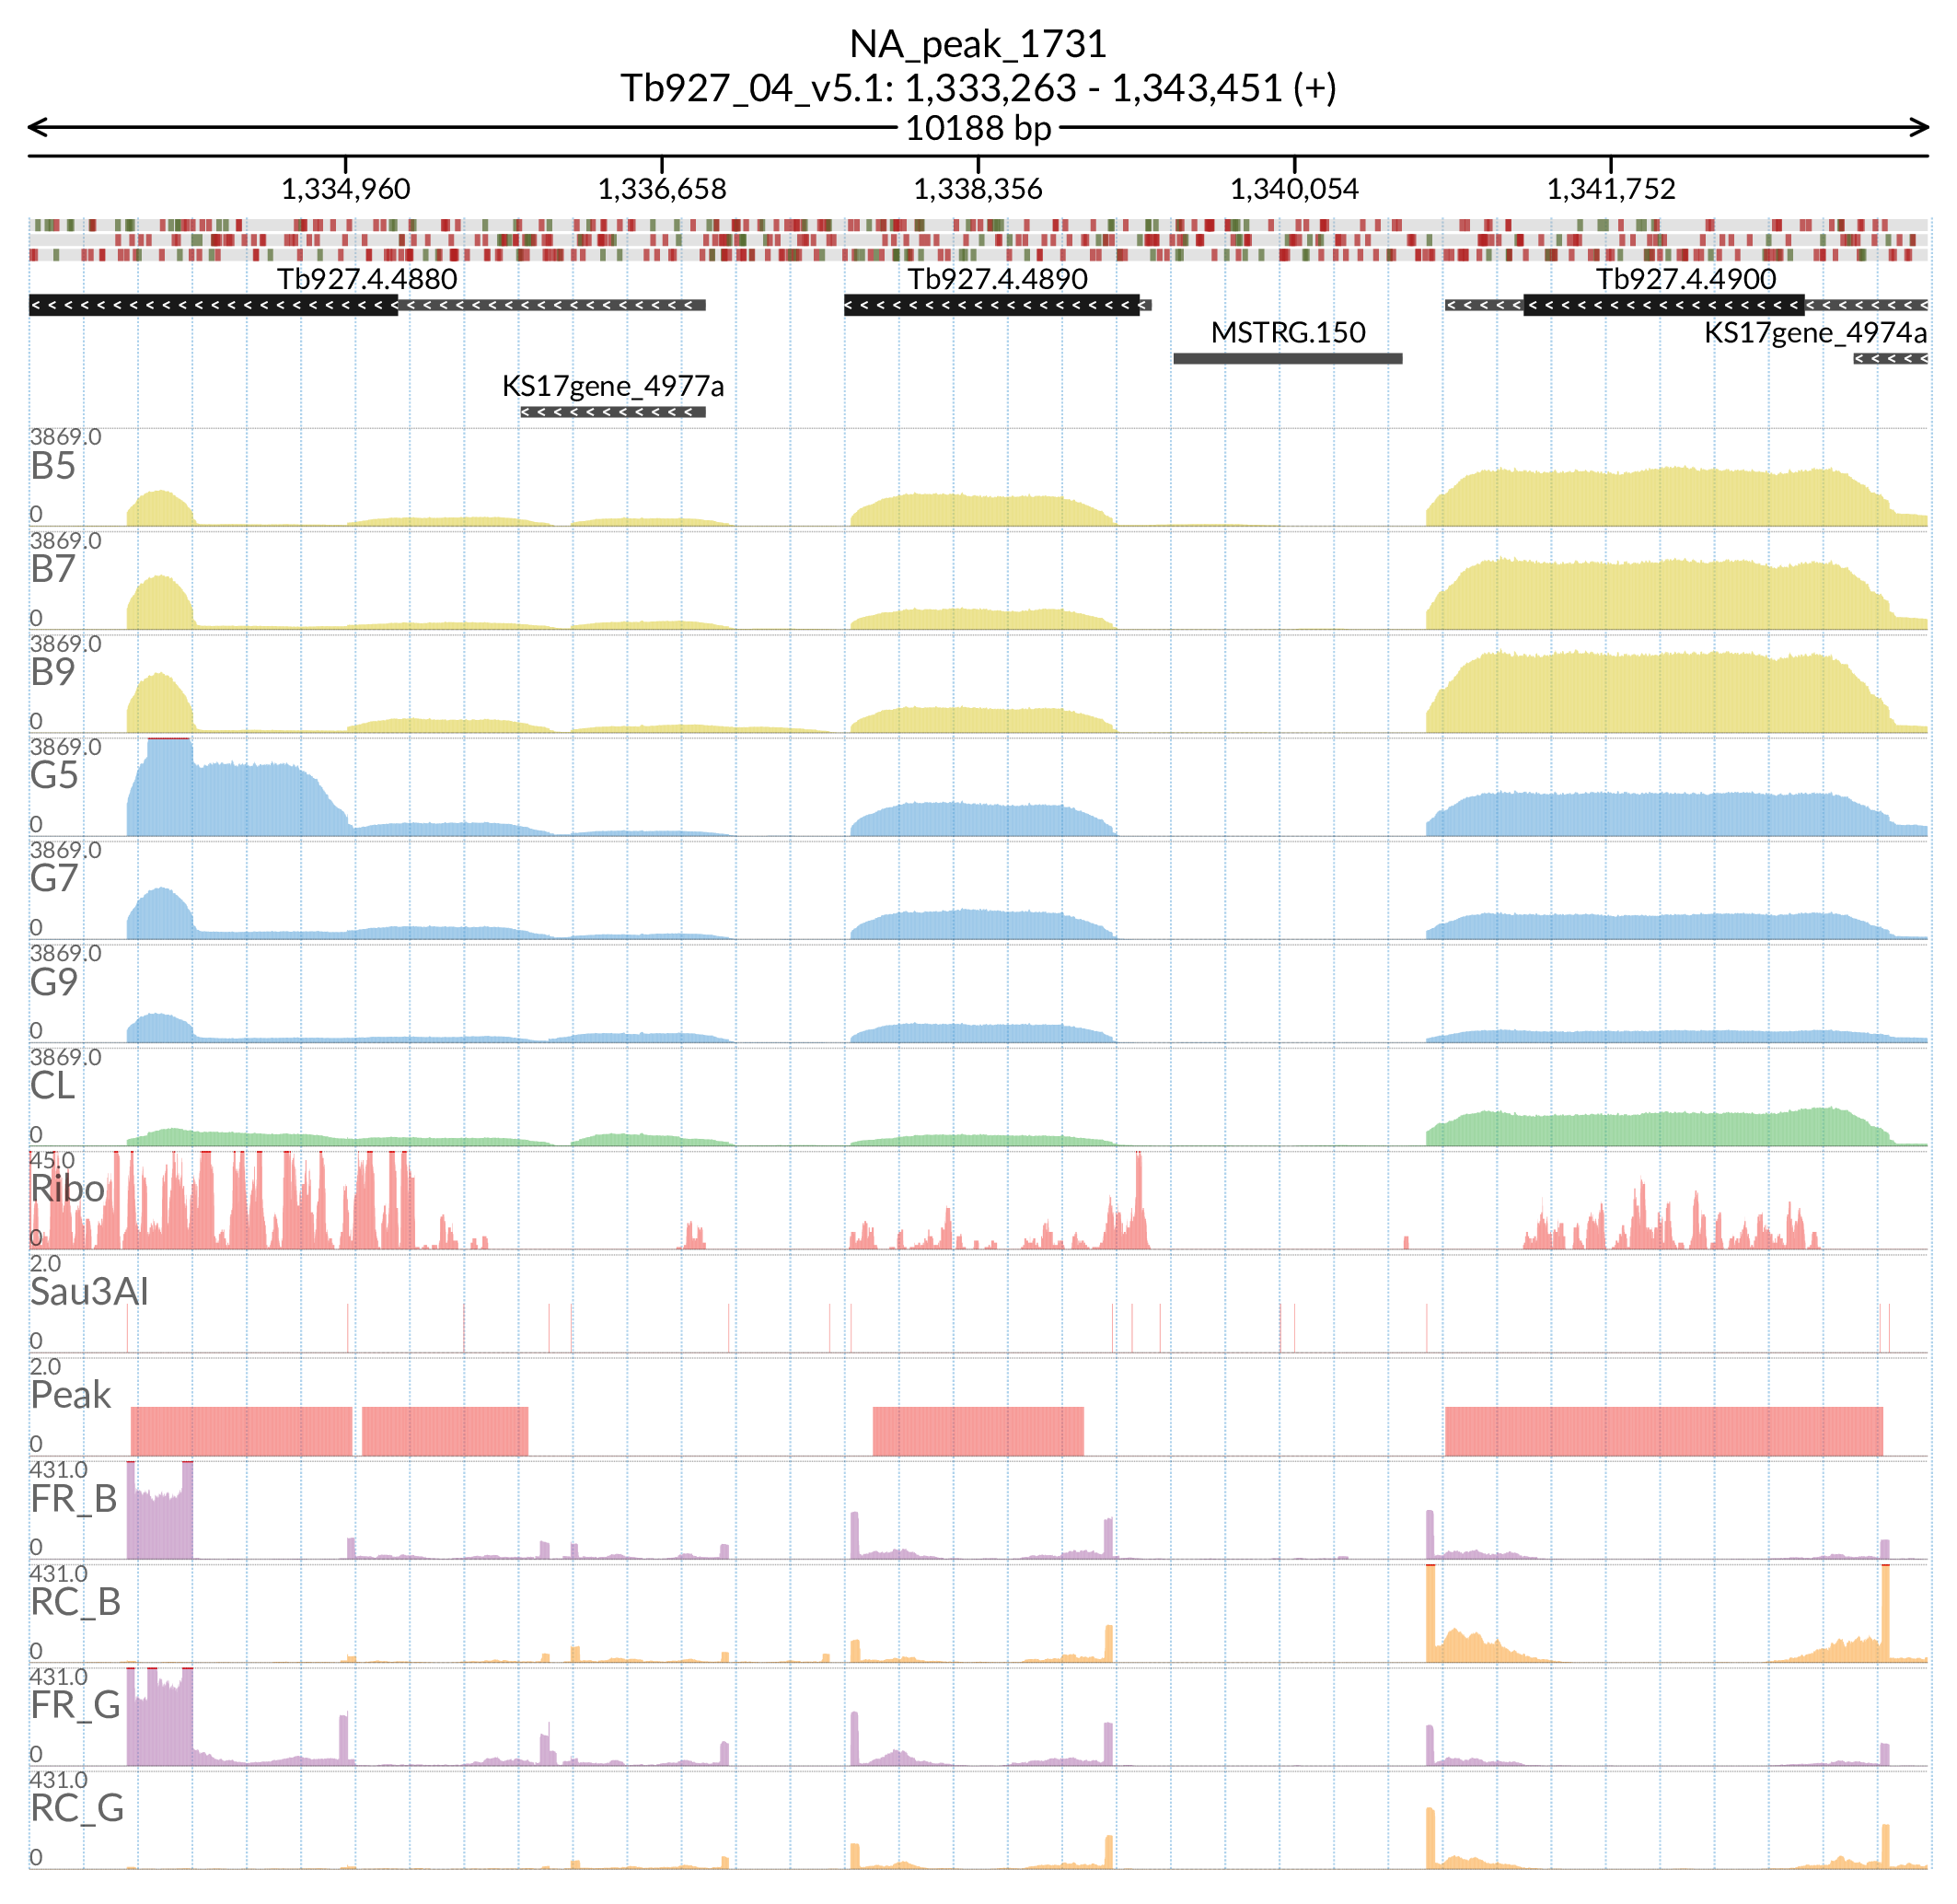 NA_peak_1731
Tb927_04_v5.1: 1,333,263 - 1,343,451 (+)
10188 bp
1,334,960 1,336,658 1,338,356 1,340,054 1,341,752
Tb927.4.4880 Tb927.4.4890 Tb927.4.4900
MSTRG.150 KS17gene_4974a
KS17gene_4977a
3869.0
B5
0
3869.0
B7
0
3869.0
B9
0
3869.0
G5
0
3869.0
G7
0
3869.0
G9
0
3869.0
CL
0
45.0
Ribo
0
2.0
Sau3AI
0
2.0
Peak
0
431.0
FR_B
0
431.0
RC_B
0
431.0
FR_G
0
431.0
RC_G
0